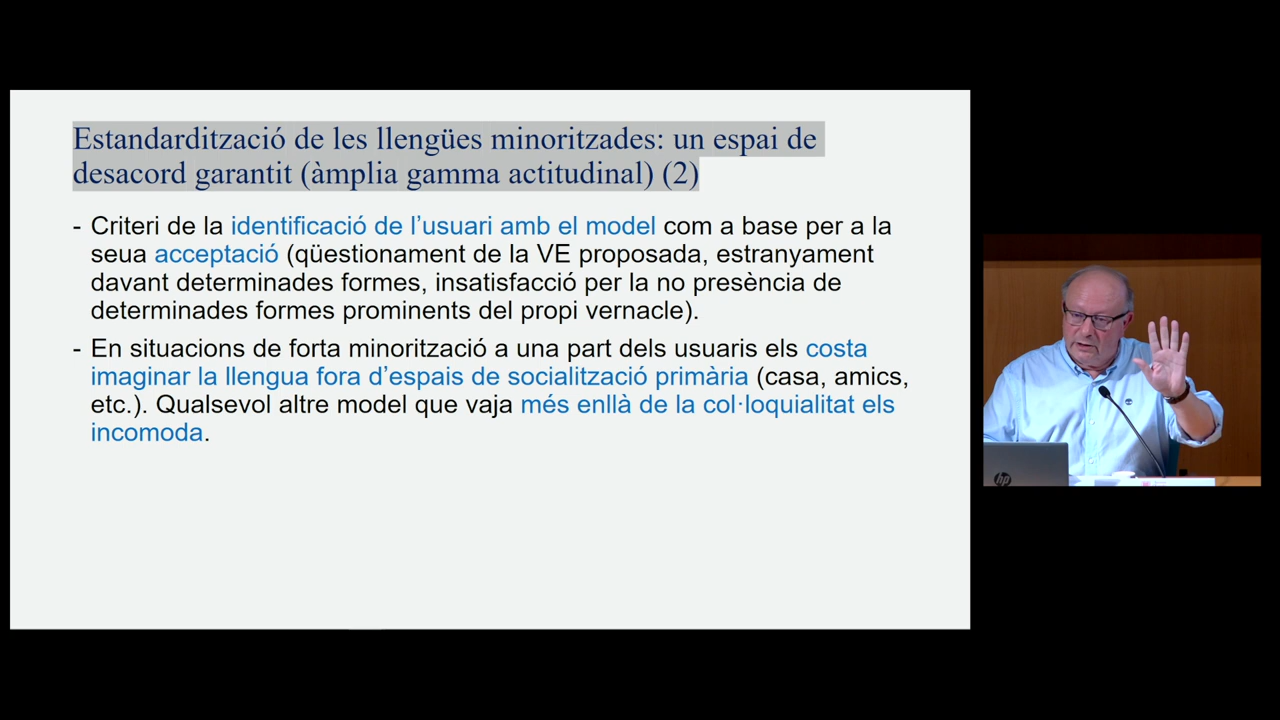 Estandardització de les llengües minoritzades: un espai de
desacord garantit (àmplia gamma actitudinal) (2)
- Criteri de la identificació de l’usuari amb el model com a base per a la
seua acceptació (qüestionament de la VE proposada, estranyament
davant determinades formes, insatisfacció per la no presència de
determinades formes prominents del propi vernacle).
- En situacions de forta minorització a una part dels usuaris els costa
imaginar la llengua fora d’espais de socialització primària (casa, amics,
etc.). Qualsevol altre model que vaja més enllà de la col·loquialitat els
incomoda.
hp